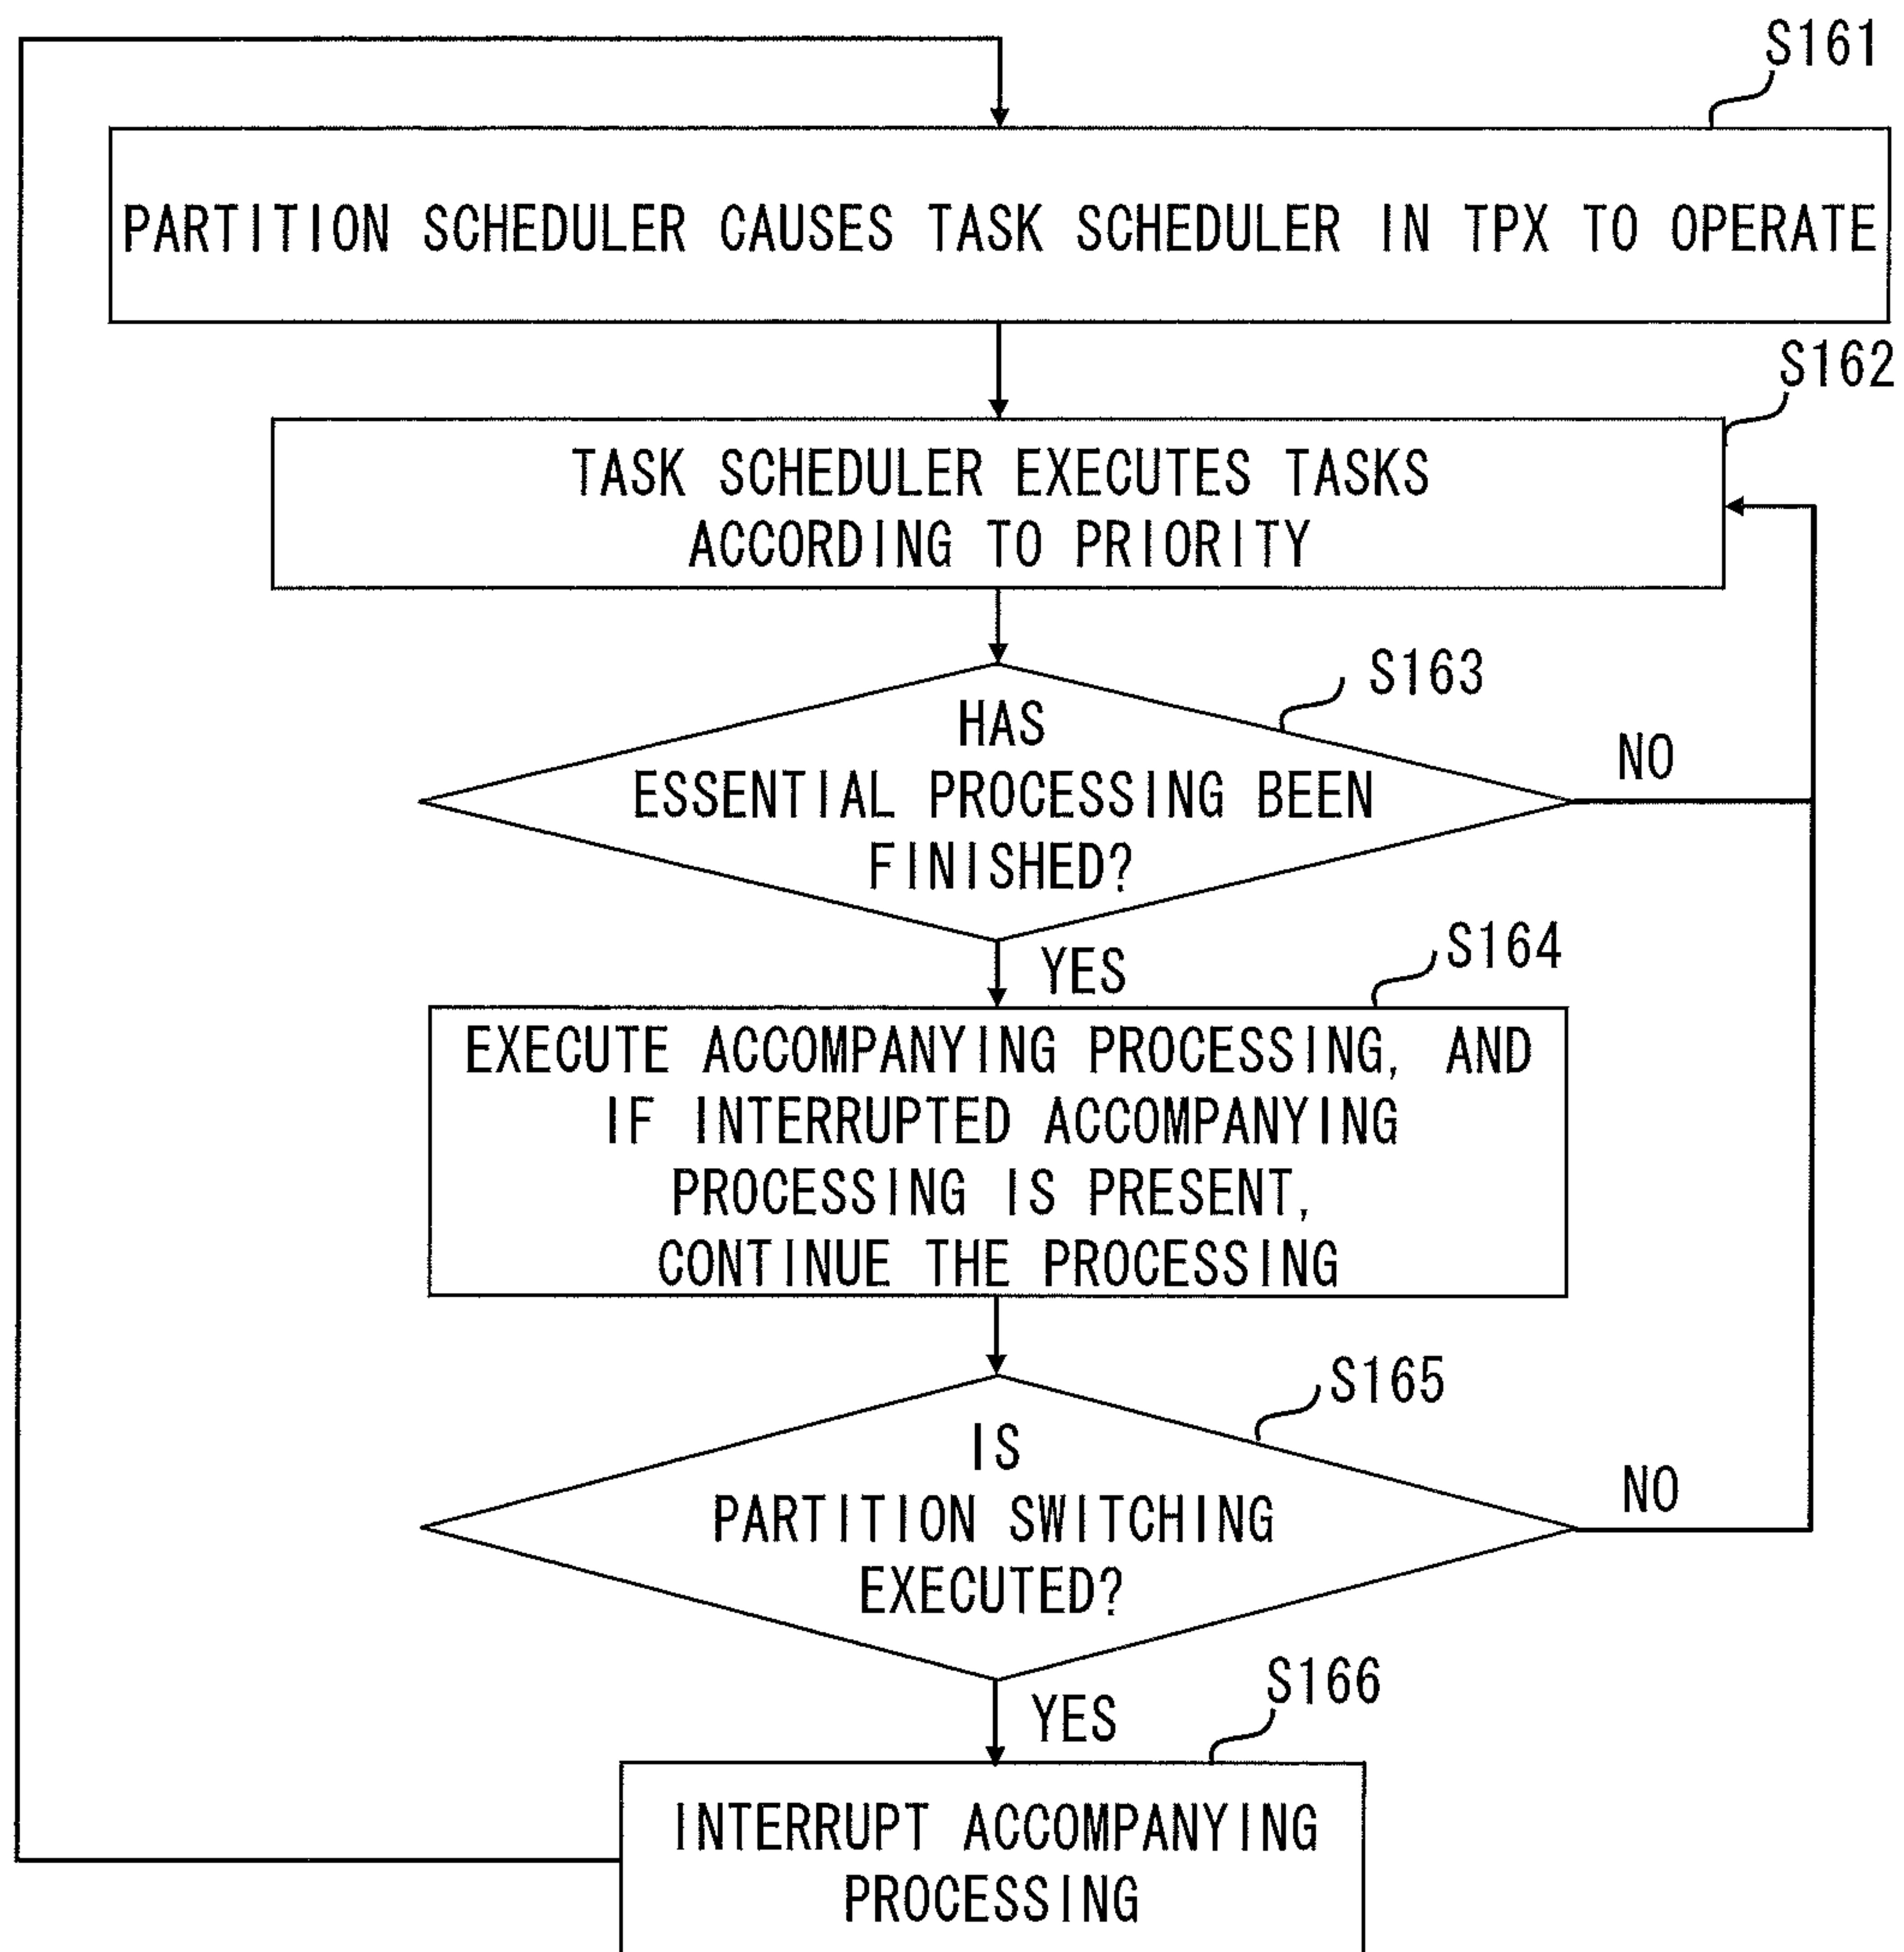 S161
PARTITION SCHEDULER CAUSES TASK SCHEDULER IN TPX TO OPERATE
S162
TASK SCHEDULER EXECUTES TASKS
ACCORDING TO PRIORITY
S163
HAS
ESSENTIAL PROCESSING BEEN
FINISHED?
NO
YES
S164
EXECUTE ACCOMPANYING PROCESSING, AND
IF INTERRUPTED ACCOMPANYING
PROCESSING IS PRESENT,
CONTINUE THE PROCESSING
S165
IS
PARTITION SWITCHING
EXECUTED?
NO
YES
S166
INTERRUPT ACCOMPANYING
PROCESSING